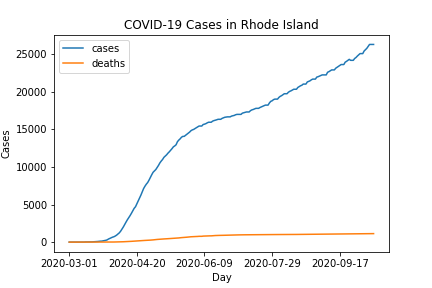 COVID-19 Cases in Rhode Island
cases
deaths
25000
20000
15000
10000
5000
0
Cases
2020-03-01 2020-04-20 2020-06-09 2020-07-29 2020-09-17
Day